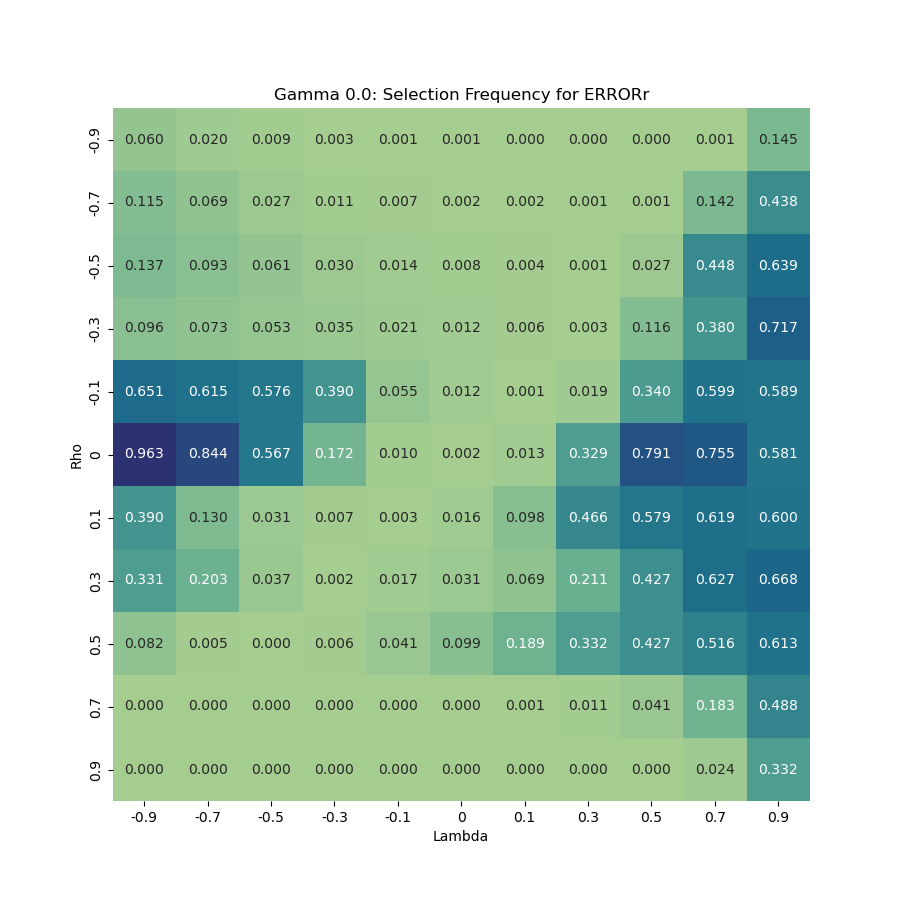 Gamma 0.0: Selection Frequency for ERRORr
-0.9 0.060 0.020 0.009 0.003 0.001 0.001 0.000 0.000 0.000 0.001 0.145
-0.7 0.115 0.069 0.027 0.011 0.007 0.002 0.002 0.001 0.001 0.142 0.438
-0.5 0.137 0.093 0.061 0.030 0.014 0.008 0.004 0.001 0.027 0.448 0.639
-0.3 0.096 0.073 0.053 0.035 0.021 0.012 0.006 0.003 0.116 0.380 0.717
-0.1 0.651 0.615 0.576 0.390 0.055 0.012 0.001 0.019 0.340 0.599 0.589
Rho
0 0.963 0.844 0.567 0.172 0.010 0.002 0.013 0.329 0.791 0.755 0.581
0.1 0.390 0.130 0.031 0.007 0.003 0.016 0.098 0.466 0.579 0.619 0.600
0.3 0.331 0.203 0.037 0.002 0.017 0.031 0.069 0.211 0.427 0.627 0.668
0.5 0.082 0.005 0.000 0.006 0.041 0.099 0.189 0.332 0.427 0.516 0.613
0.7 0.000 0.000 0.000 0.000 0.000 0.000 0.001 0.011 0.041 0.183 0.488
0.9 0.000 0.000 0.000 0.000 0.000 0.000 0.000 0.000 0.000 0.024 0.332
-0.9 -0.7 -0.5 -0.3 -0.1 0 0.1 0.3 0.5 0.7 0.9
Lambda